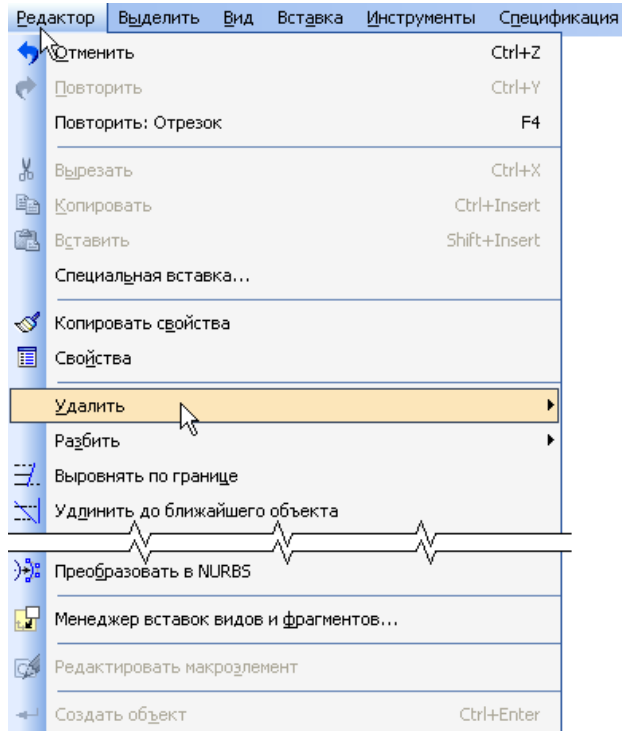 Редактор Выделить Вид Вставка Инструменты Спецификация
Отменить Ctrl+Z
Повторить Ctrl+Y
Повторить: Отрезок F4
Вырезать Ctrl+X
Копировать Ctrl+Insert
Вставить Shift+Insert
Специальная вставка...
Копировать свойства
Свойства
Удалить
Разбить
Выровнять по границе
Удлинить до ближайшего объекта
Преобразовать в NURBS
Менеджер вставок видов и фрагментов...
Редактировать макроэлемент
Создать объект Ctrl+Enter